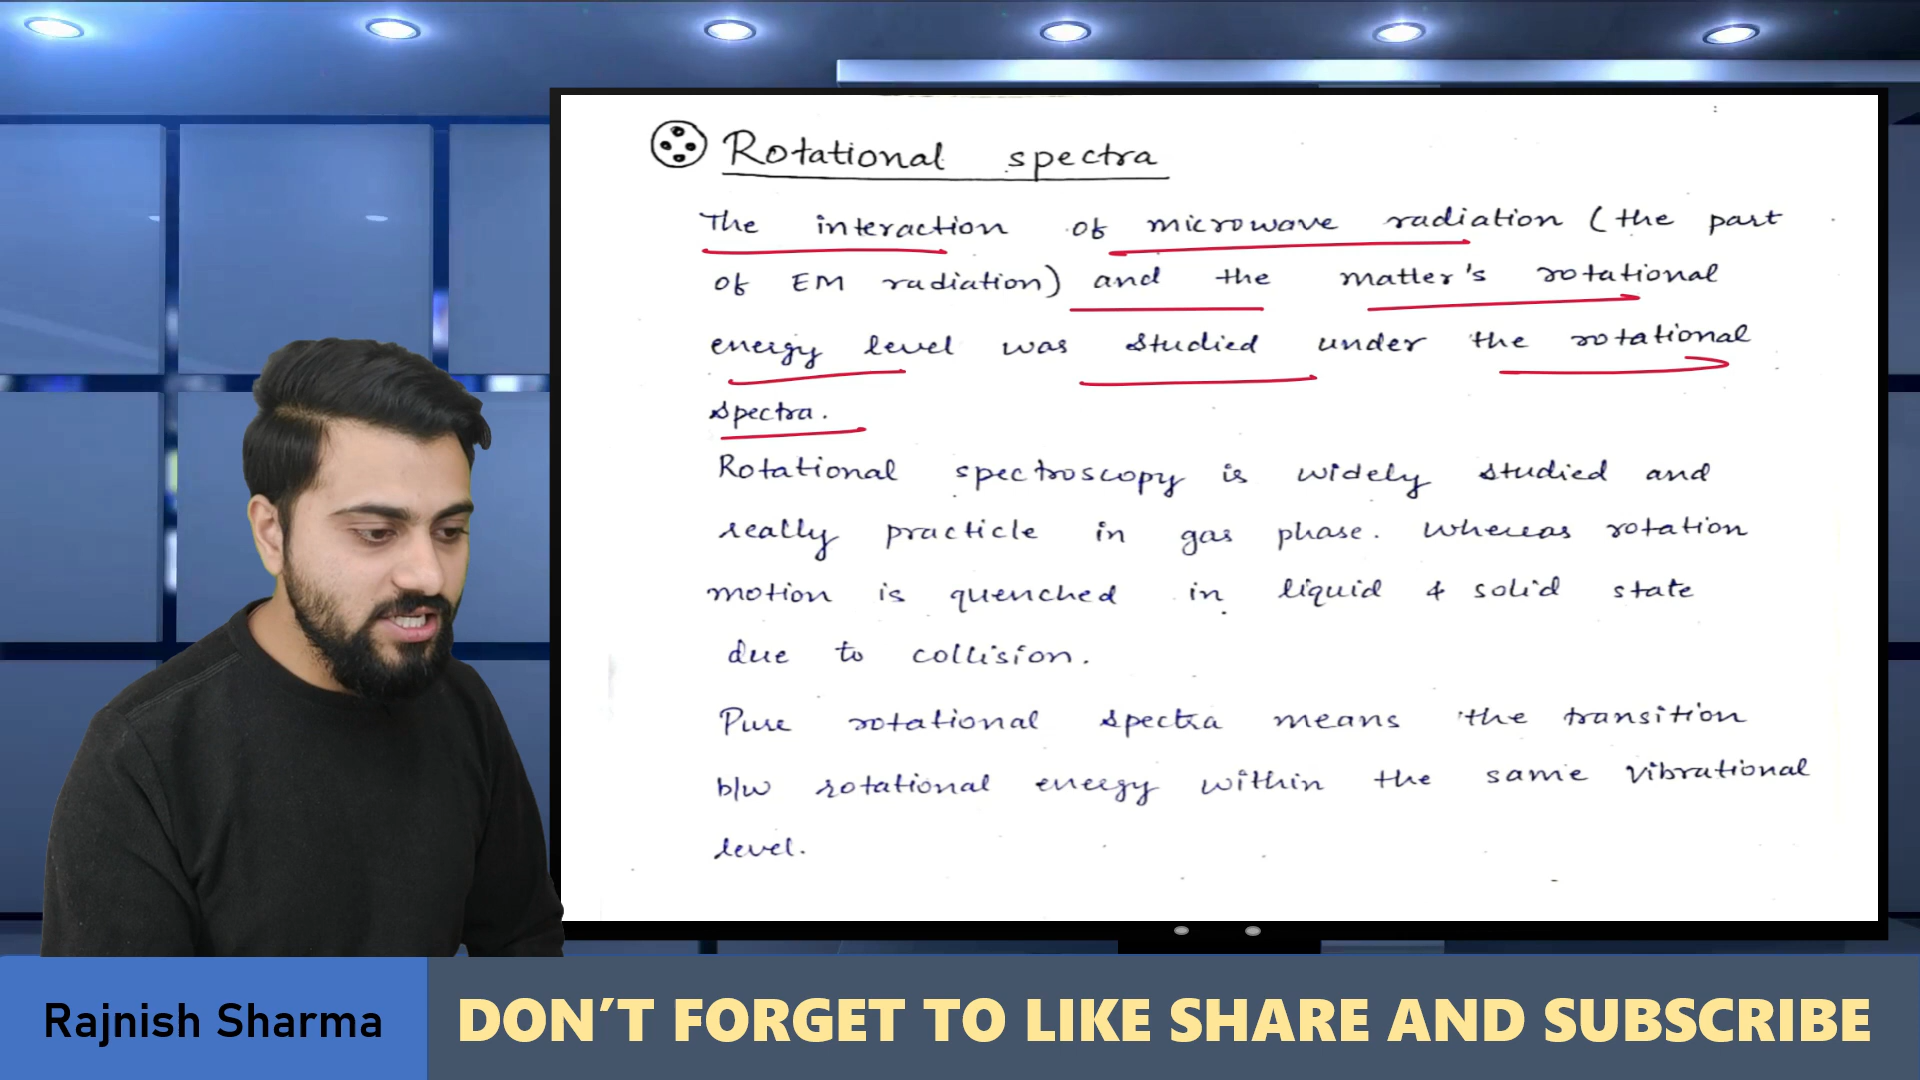 Rotational spectra
The interaction of microwave radiation (the part
of EM radiation) and the matter's rotational
energy level was studied under the rotational
spectra.
Rotational spectroscopy is widely studied and
really practicle in gas phase. Whereas rotation
motion is quenched in liquid & solid state
due to collision.
Pure rotational spectra means the transition
b/w rotational energy within the same vibrational
level.
Rajnish Sharma
DON'T FORGET TO LIKE SHARE AND SUBSCRIBE